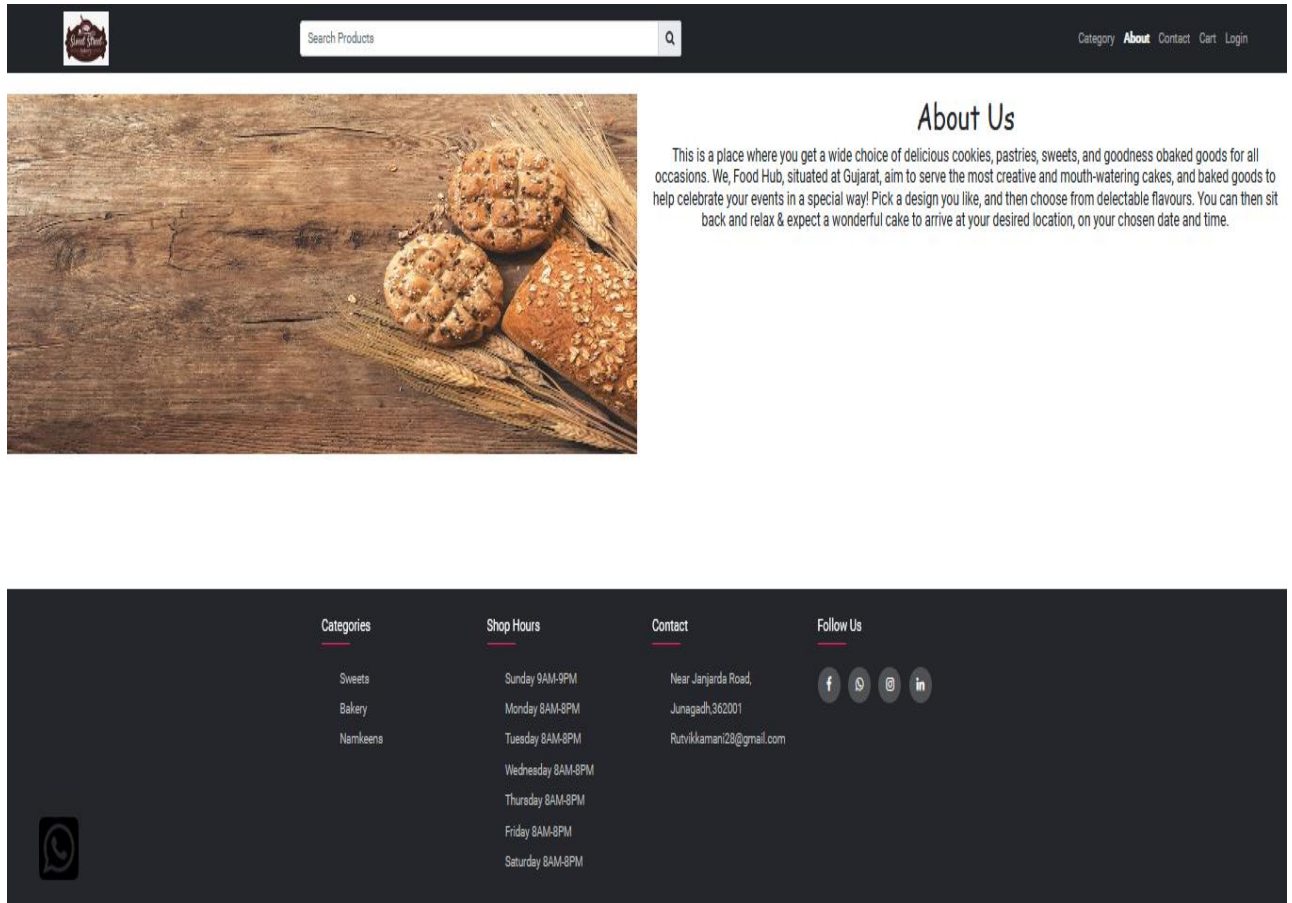 Sweet Street
Search Products
Category About Contact Cart Login
About Us
This is a place where you get a wide choice of delicious cookies, pastries, sweets, and goodness obaked goods for all
occasions. We, Food Hub, situated at Gujarat, aim to serve the most creative and mouth-watering cakes, and baked goods to
help celebrate your events in a special way! Pick a design you like, and then choose from delectable flavours. You can then sit
back and relax & expect a wonderful cake to arrive at your desired location, on your chosen date and time.
Categories
Sweets
Bakery
Namkeens
Shop Hours
Sunday 9AM-9PM
Monday 8AM-8PM
Tuesday 8AM-8PM
Wednesday 8AM-8PM
Thursday 8AM-8PM
Friday 8AM-8PM
Saturday 8AM-8PM
Contact
Near Janjarda Road,
Junagadh,362001
Rutvikkamani28@gmail.com
Follow Us